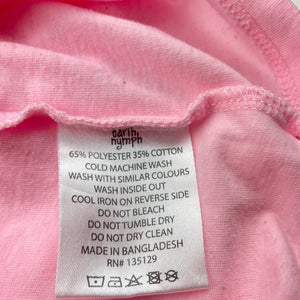 earth
nymph
65% POLYESTER 35% COTTON
COLD MACHINE WASH
WASH WITH SIMILAR COLOURS
WASH INSIDE OUT
COOL IRON ON REVERSE SIDE
DO NOT BLEACH
DO NOT TUMBLE DRY
DO NOT DRY CLEAN
MADE IN BANGLADESH
RN# 135129